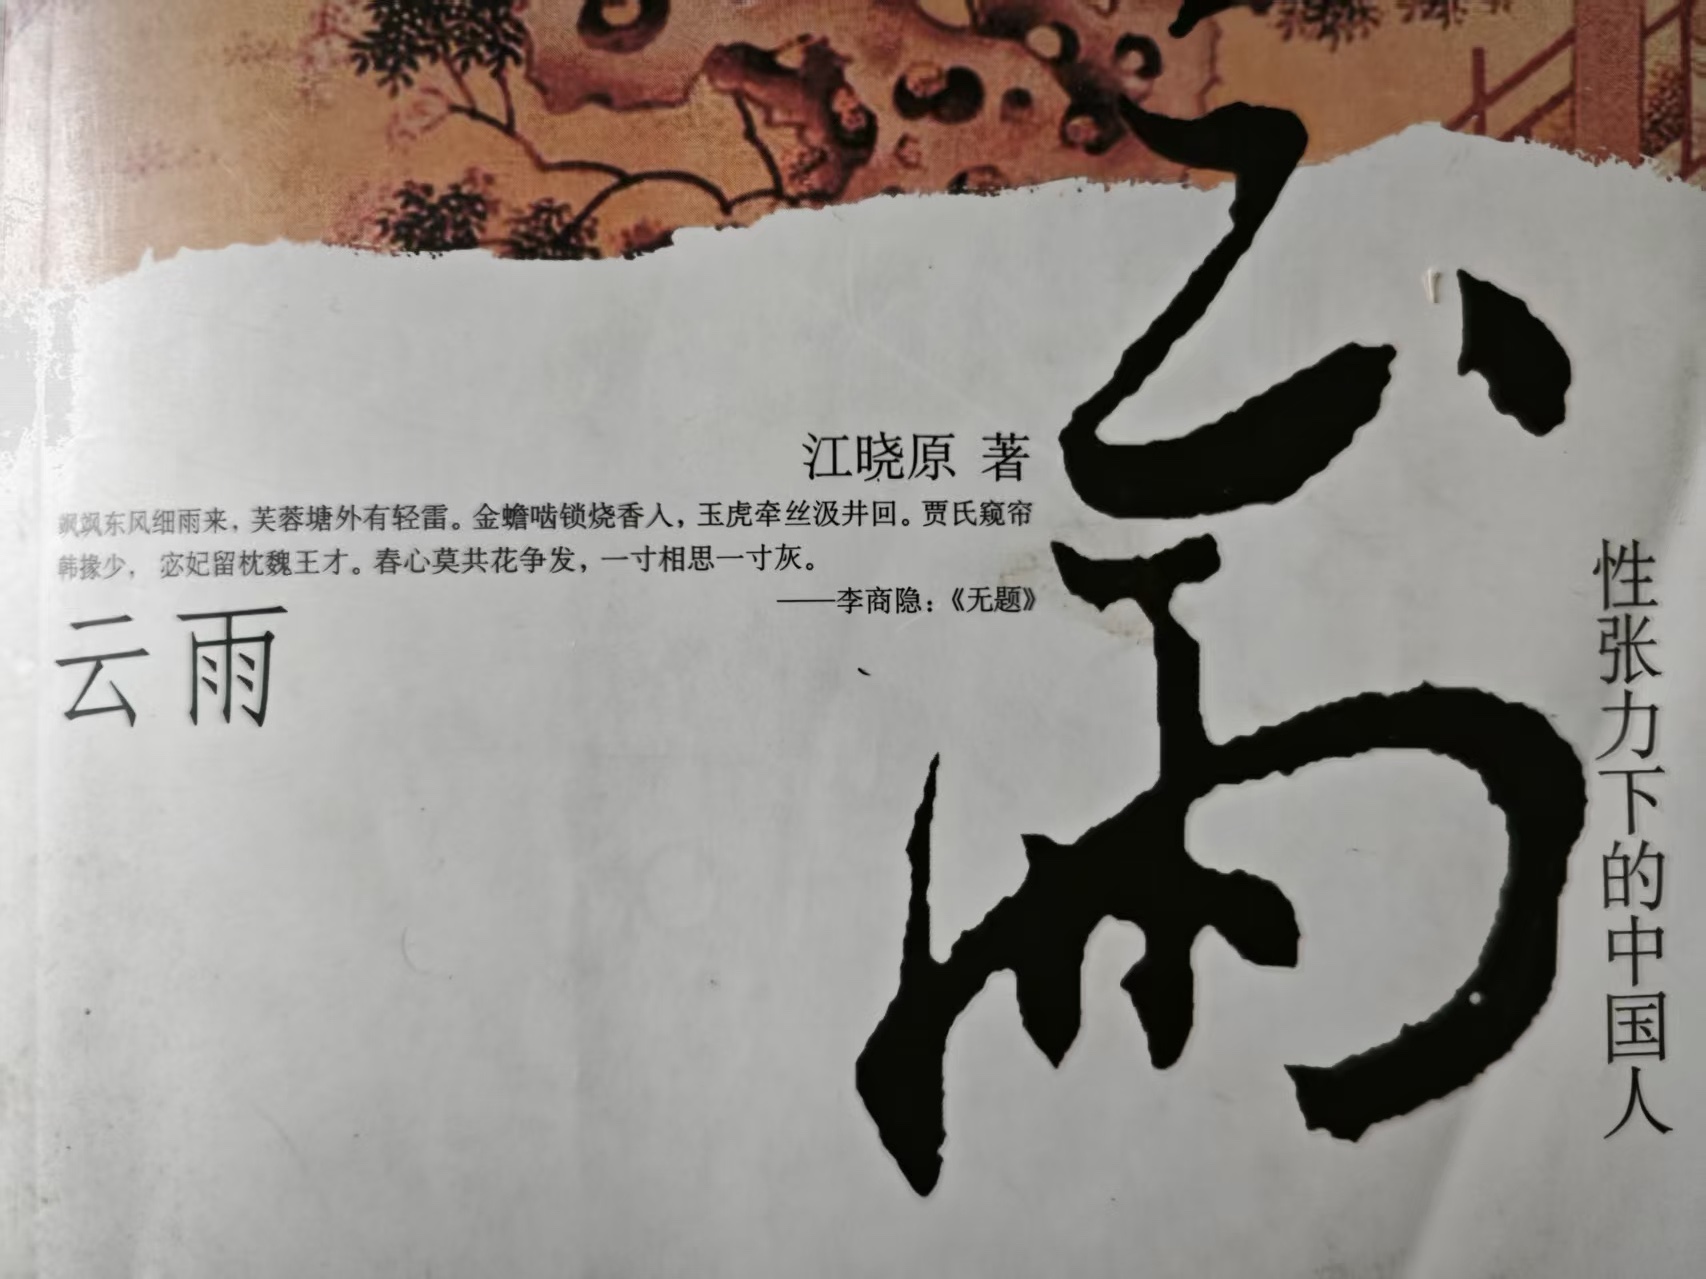 云雨
江晓原 著
飒飒东风细雨来，芙蓉塘外有轻雷。金蟾啮锁烧香入，玉虎牵丝汲井回。贾氏窥帘
韩掾少，宓妃留枕魏王才。春心莫共花争发，一寸相思一寸灰。
——李商隐：《无题》
云雨
性张力下的中国人